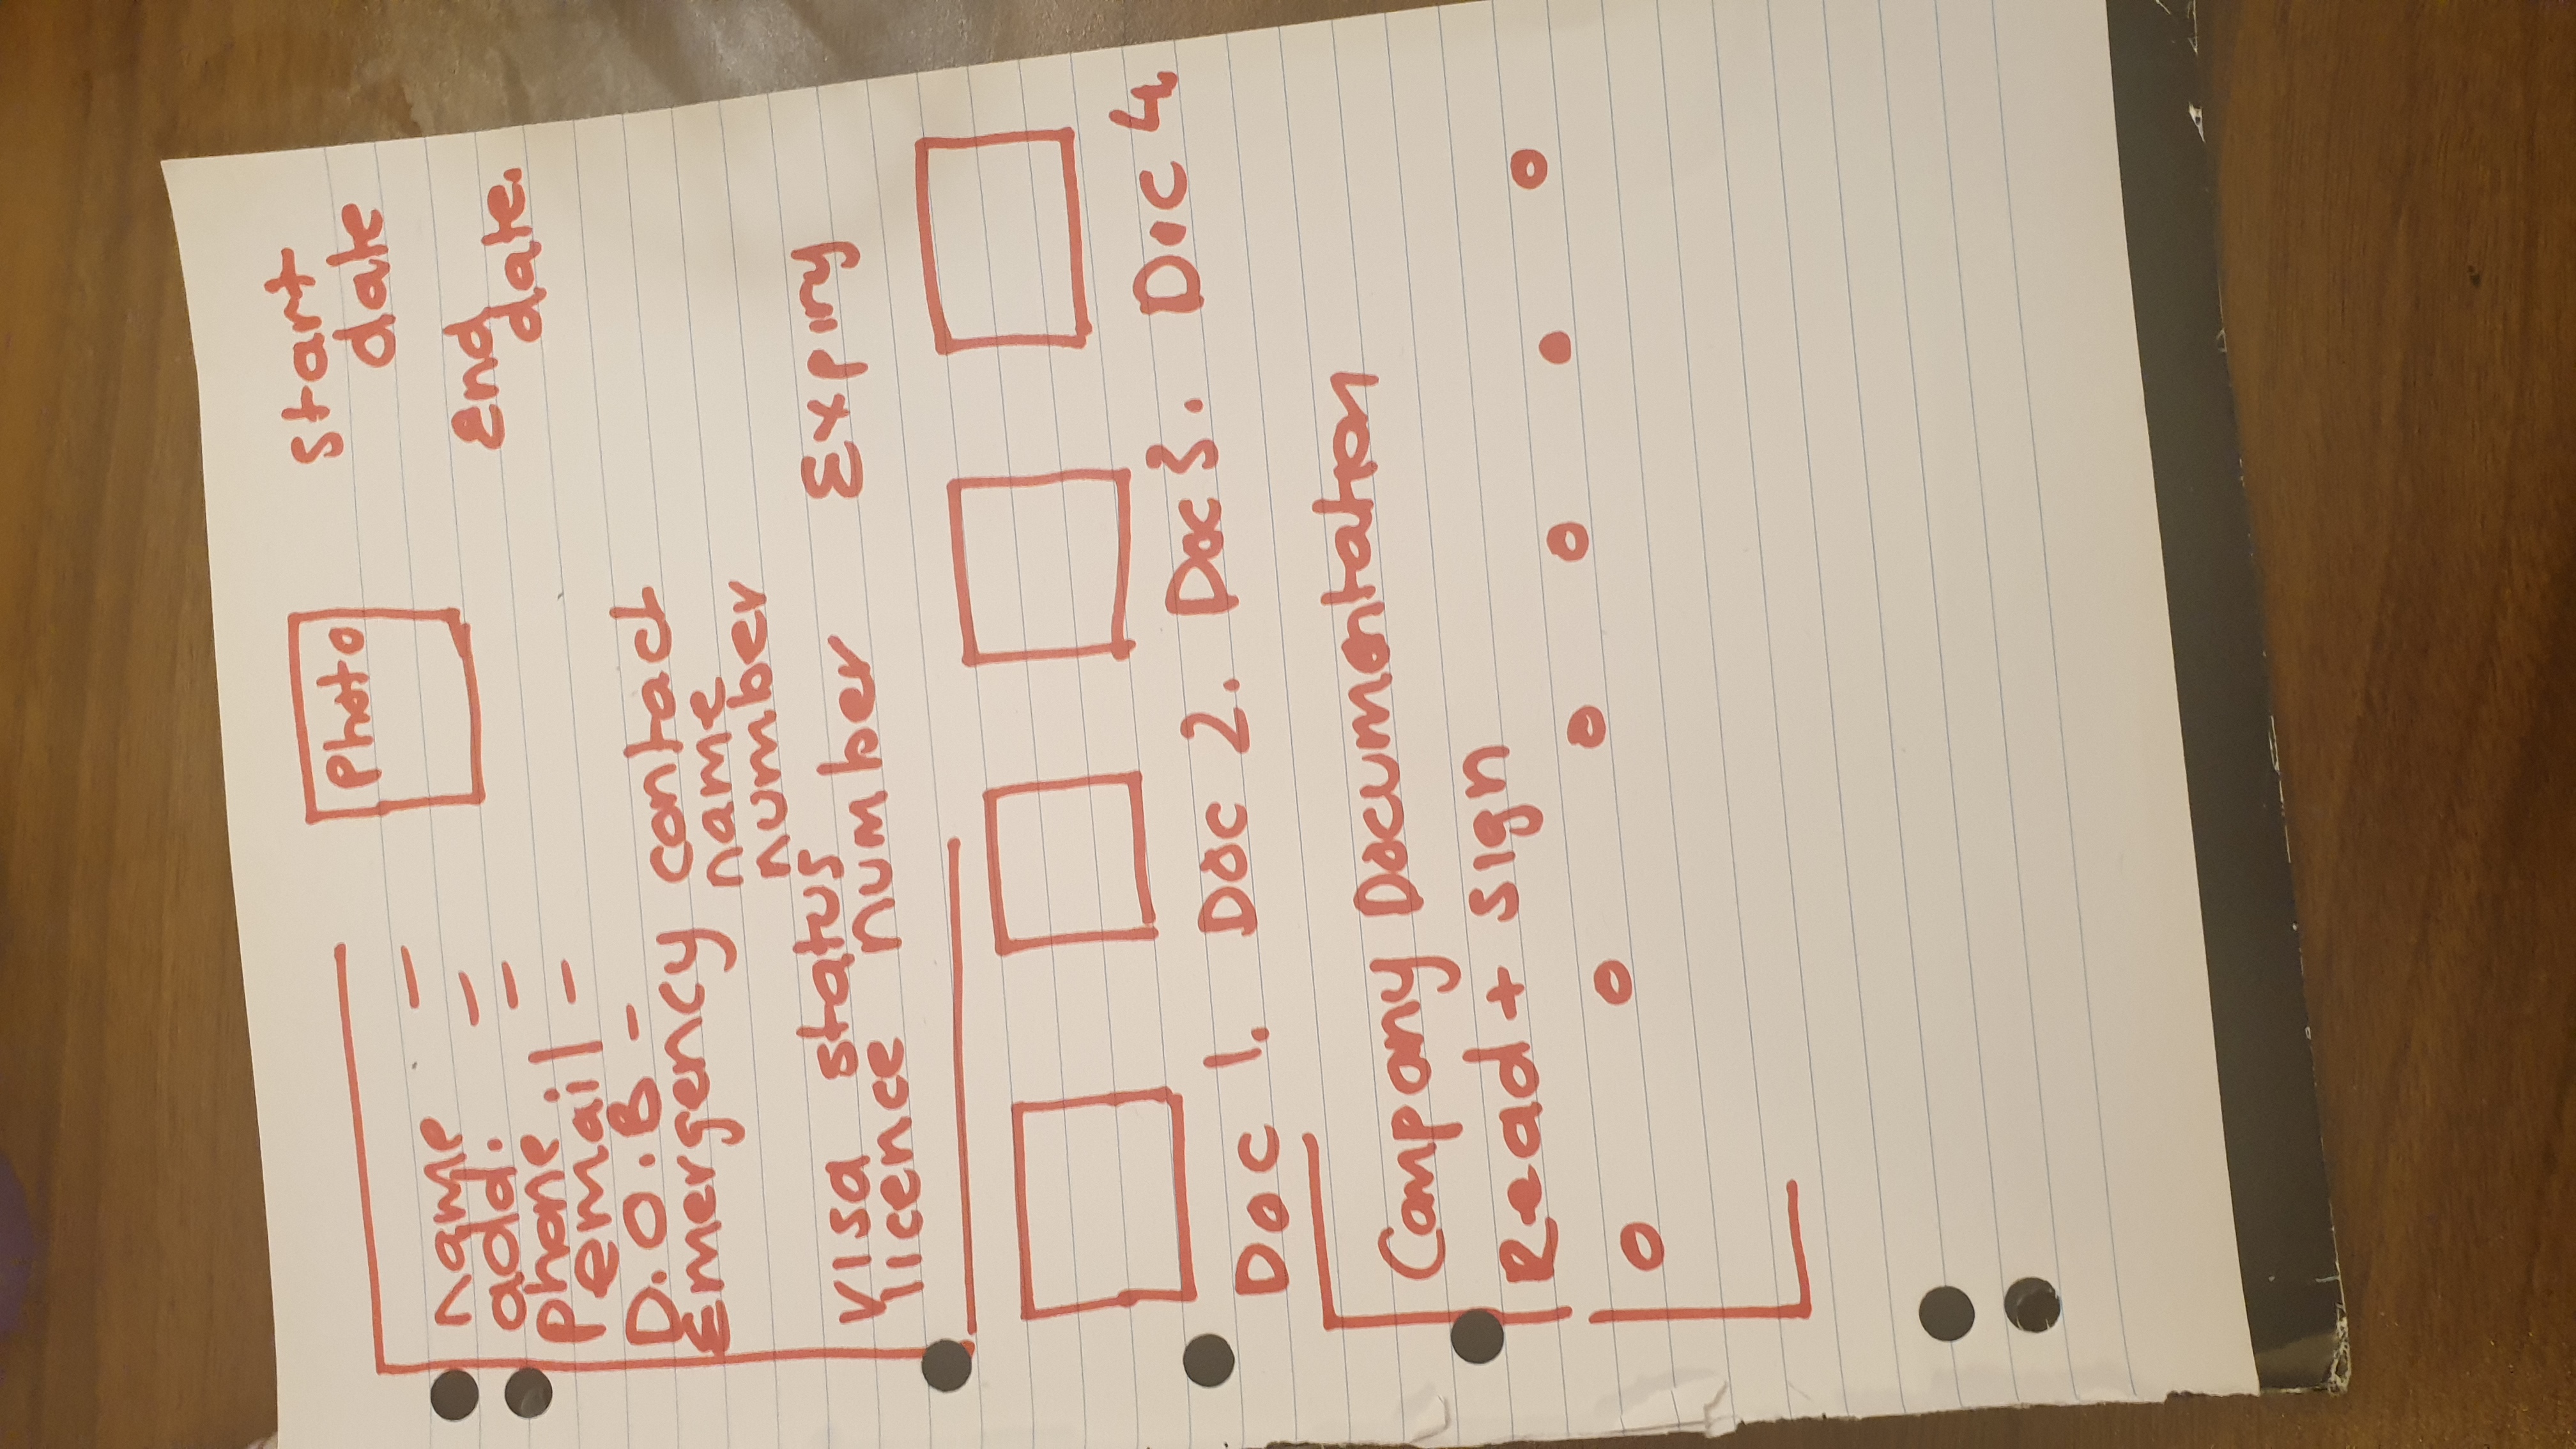 Photo
start
date
End
date.
name -
add. -
phone. -
email -
D.O.B -
Emergency contact
name
number
visa status
licence number Expiry
Doc 1. Doc 2. Doc 3. Doc 4.
Company Documentation
Read + sign